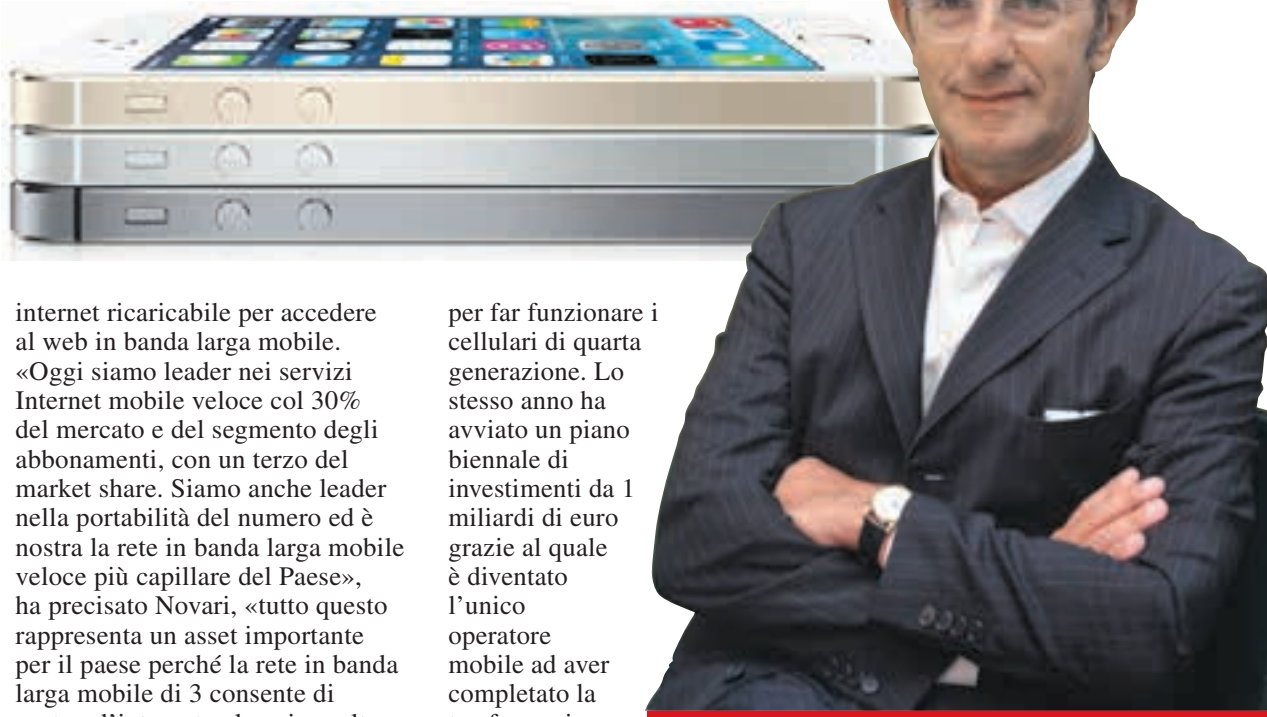 internet ricaricabile per accedere
al web in banda larga mobile.
«Oggi siamo leader nei servizi
Internet mobile veloce col 30%
del mercato e del segmento degli
abbonamenti, con un terzo del
market share. Siamo anche leader
nella portabilità del numero ed è
nostra la rete in banda larga mobile
veloce più capillare del Paese»,
ha precisato Novari, «tutto questo
rappresenta un asset importante
per il paese perché la rete in banda
larga mobile di 3 consente di
per far funzionare i
cellulari di quarta
generazione. Lo
stesso anno ha
avviato un piano
biennale di
investimenti da 1
miliardi di euro
grazie al quale
è diventato
l’unico
operatore
mobile ad aver
completato la